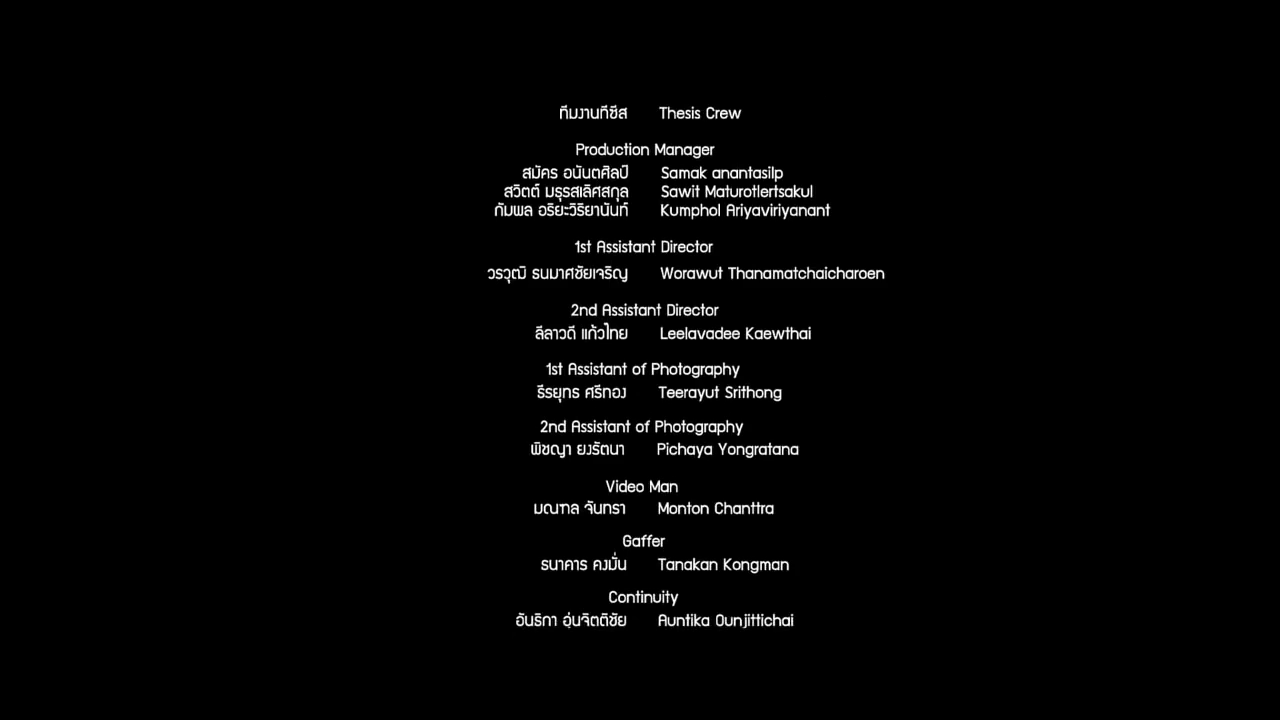 ทีมงานทีซีส Thesis Crew
Production Manager
สมัคร อนันตศิลป์ Samak anantasilp
สวิตต์ มธุรสเลิศสกุล Sawit Maturotlertsakul
กัมพล อริยะวิริยานันท์ Kumphol Ariyaviriyanant
1st Assistant Director
วรวุฒิ ธนมาศชัยเจริญ Worawut Thanamatchaicharoen
2nd Assistant Director
ลีลาวดี แก้วไทย Leelavadee Kaewthai
1st Assistant of Photography
ธีรยุทธ ศรีทอง Teerayut Srithong
2nd Assistant of Photography
พิชญา ยงรัตนา Pichaya Yongratana
Video Man
มณฑล จันทรา Monton Chanttra
Gaffer
ธนาคาร คงมั่น Tanakan Kongman
Continuity
อันธิกา อุ่นจิตติชัย Auntika Ounjittichai